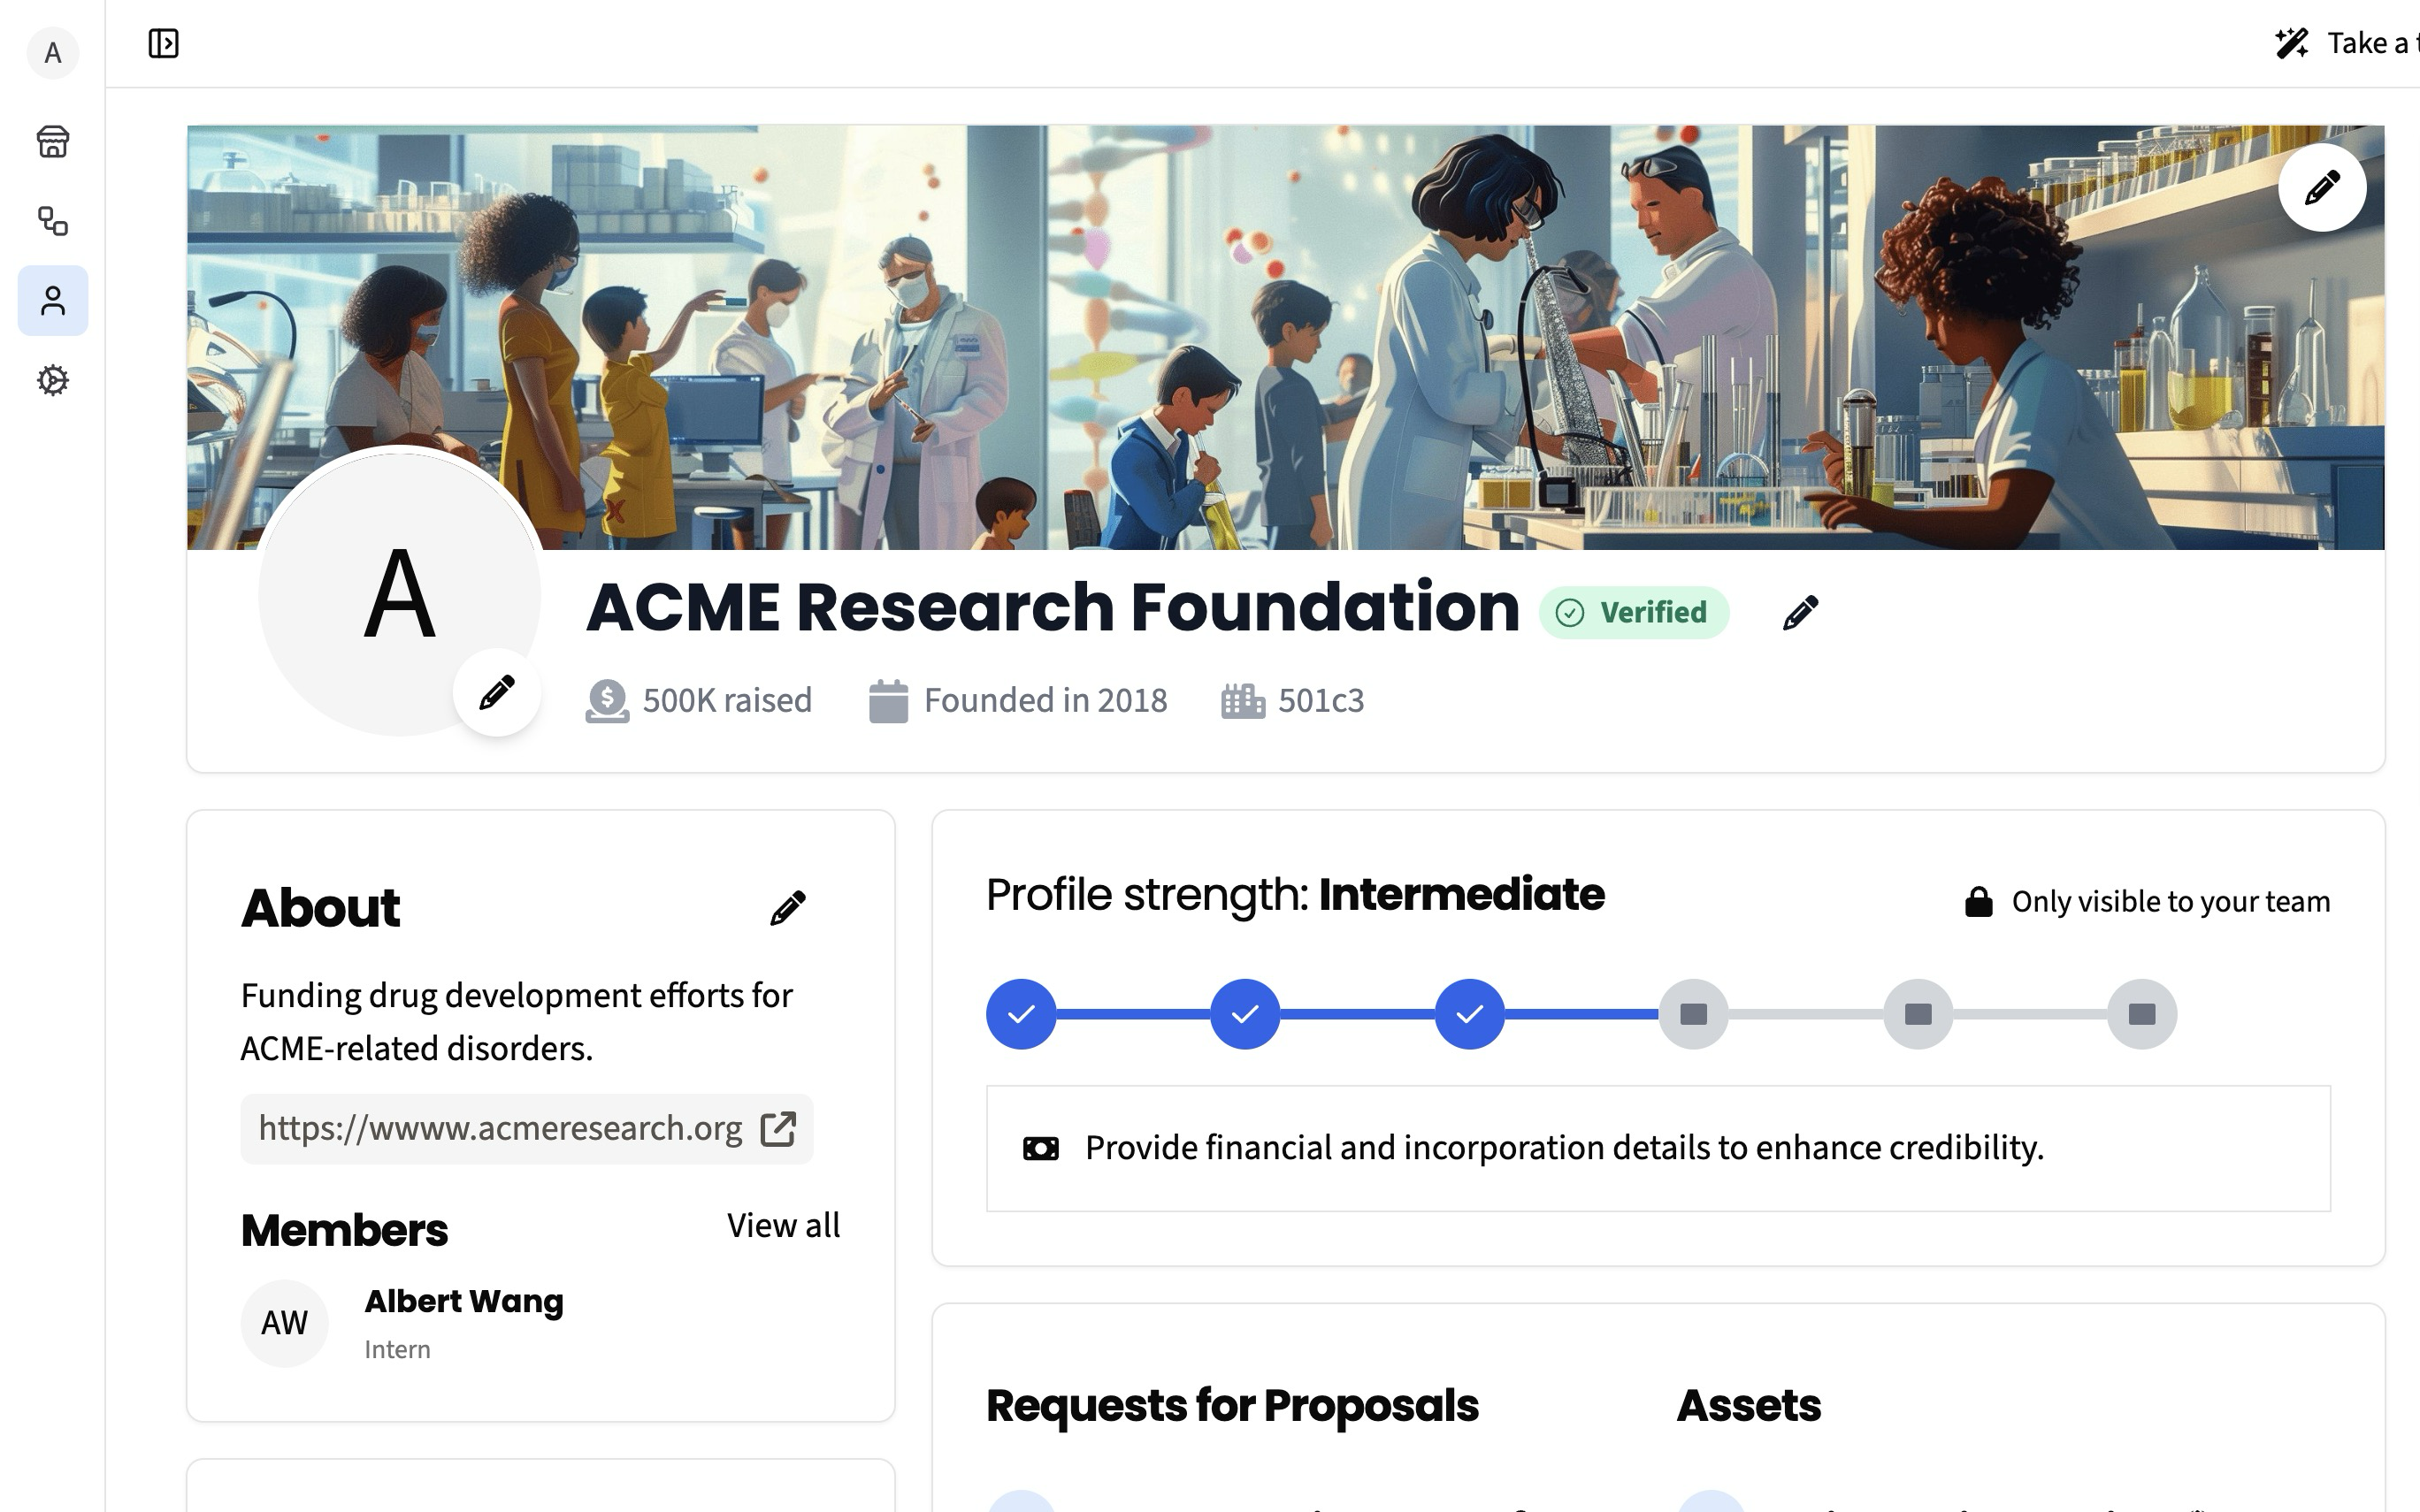 A
Take a
A
ACME Research Foundation
Verified
500K raised
Founded in 2018
501c3
About
Funding drug development efforts for
ACME-related disorders.
https://wwww.acmeresearch.org
Members
View all
AW
Albert Wang
Intern
Profile strength: Intermediate
Only visible to your team
Provide financial and incorporation details to enhance credibility.
Requests for Proposals
Assets